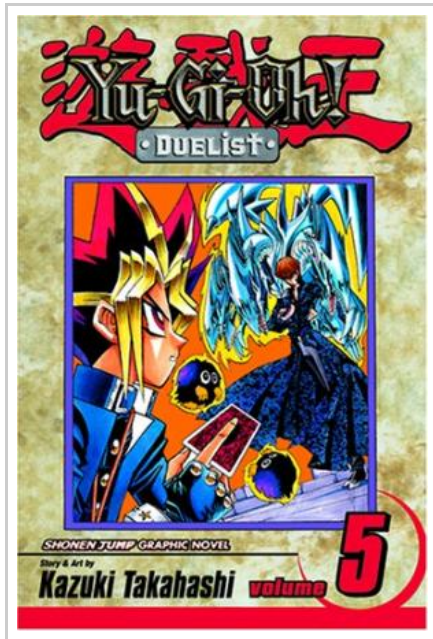 遊戯王
Yu-Gi-Oh!
• DUELIST •
SHONEN JUMP GRAPHIC NOVEL
Story & Art by
Kazuki Takahashi
volume 5